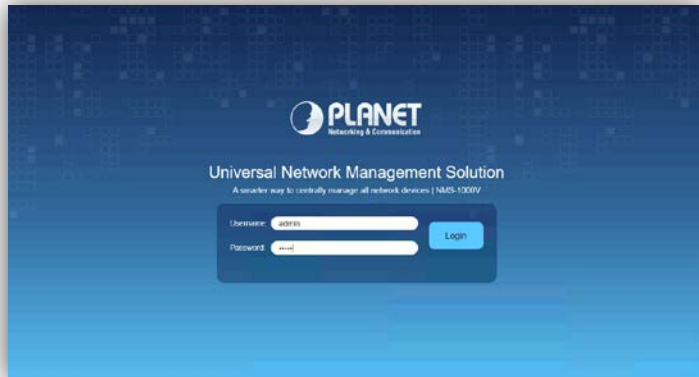 PLANET
Networking & Communication
Universal Network Management Solution
A smarter way to centrally manage all network devices | NMS-1000V
Username: admin
Login
Password: •••••